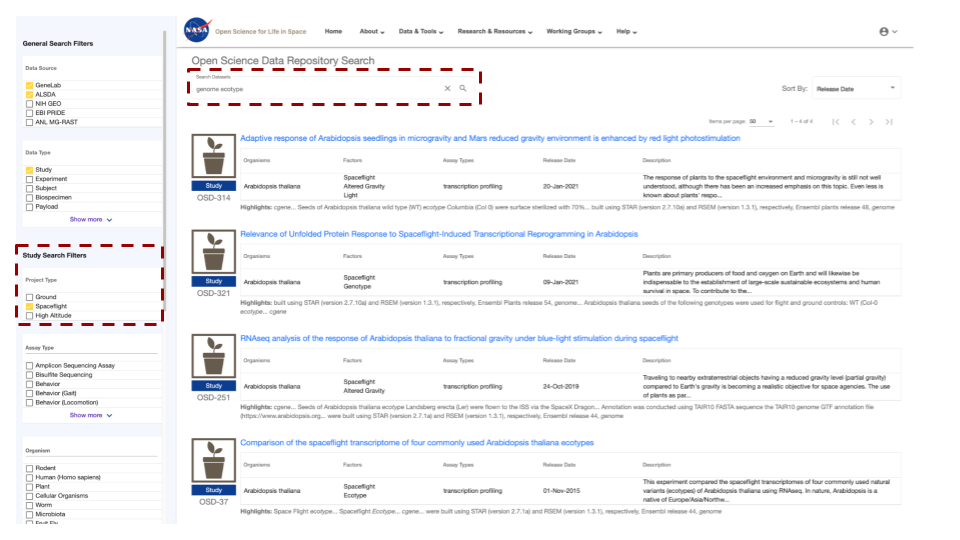 General Search Filters
Data Source
GeneLab
ALSDA
NIH GEO
EBI PRIDE
ANL MG-RAST
Data Type
Study
Experiment
Subject
Biospecimen
Payload
Show more
Study Search Filters
Project Type
Ground
Spaceflight
High Altitude
Assay Type
Amplicon Sequencing Assay
Bisulfite Sequencing
Behavior
Behavior (Gait)
Behavior (Locomotion)
Show more
Organism
Rodent
Human (Homo sapiens)
Plant
Cellular Organisms
Worm
Microbiota
Fruit Fly
NASA Open Science for Life in Space Home About Data & Tools Research & Resources Working Groups Help
Open Science Data Repository Search
Search Datasets
genome ecotype
Sort By: Release Date
Items per page: 50 1 – 4 of 4
Adaptive response of Arabidopsis seedlings in microgravity and Mars reduced gravity environment is enhanced by red light photostimulation
Organisms Factors Assay Types Release Date Description
Study
OSD-314
Arabidopsis thaliana
Spaceflight
Altered Gravity
Light
transcription profiling
20-Jan-2021
The response of plants to the spaceflight environment and microgravity is still not well
understood, although there has been an increased emphasis on this topic. Even less is
known about plants' respo...
Highlights: cgene... Seeds of Arabidopsis thaliana wild type (WT) ecotype Columbia (Col 0) were surface sterilized with 70%... built using STAR (version 2.7.10a) and RSEM (version 1.3.1), respectively, Ensembl plants release 48, genome
Relevance of Unfolded Protein Response to Spaceflight-Induced Transcriptional Reprogramming in Arabidopsis
Organisms Factors Assay Types Release Date Description
Study
OSD-321
Arabidopsis thaliana
Spaceflight
Genotype
transcription profiling
09-Jan-2021
Plants are primary producers of food and oxygen on Earth and will likewise be
indispensable to the establishment of large-scale sustainable ecosystems and human
survival in space. To contribute to the...
Highlights: built using STAR (version 2.7.10a) and RSEM (version 1.3.1), respectively, Ensembl Plants release 54, genome... Arabidopsis thaliana seeds of the following genotypes were used for flight and ground controls: WT (Col-0
ecotype... cgene
RNAseq analysis of the response of Arabidopsis thaliana to fractional gravity under blue-light stimulation during spaceflight
Organisms Factors Assay Types Release Date Description
Study
OSD-251
Arabidopsis thaliana
Spaceflight
Altered Gravity
transcription profiling
24-Oct-2019
Traveling to nearby extraterrestrial objects having a reduced gravity level (partial gravity)
compared to Earth's gravity is becoming a realistic objective for space agencies. The use
of plants as par...
Highlights: cgene... Seeds of Arabidopsis thaliana ecotype Landsberg erecta (Ler) were flown to the ISS via the SpaceX Dragon... Annotation was conducted using TAIR10 FASTA sequence the TAIR10 genome GTF annotation file
(https://www.arabidopsis.org... were built using STAR (version 2.7.1a) and RSEM (version 1.3.1), respectively, Ensembl release 44, genome
Comparison of the spaceflight transcriptome of four commonly used Arabidopsis thaliana ecotypes
Organisms Factors Assay Types Release Date Description
Study
OSD-37
Arabidopsis thaliana
Spaceflight
Ecotype
transcription profiling
01-Nov-2015
This experiment compared the spaceflight transcriptomes of four commonly used natural
variants (ecotypes) of Arabidopsis thaliana using RNAseq. In nature, Arabidopsis is a
native of Europe/Asia/Northe...
Highlights: Space Flight ecotype... Spaceflight Ecotype... cgene... were built using STAR (version 2.7.1a) and RSEM (version 1.3.1), respectively, Ensembl release 44, genome